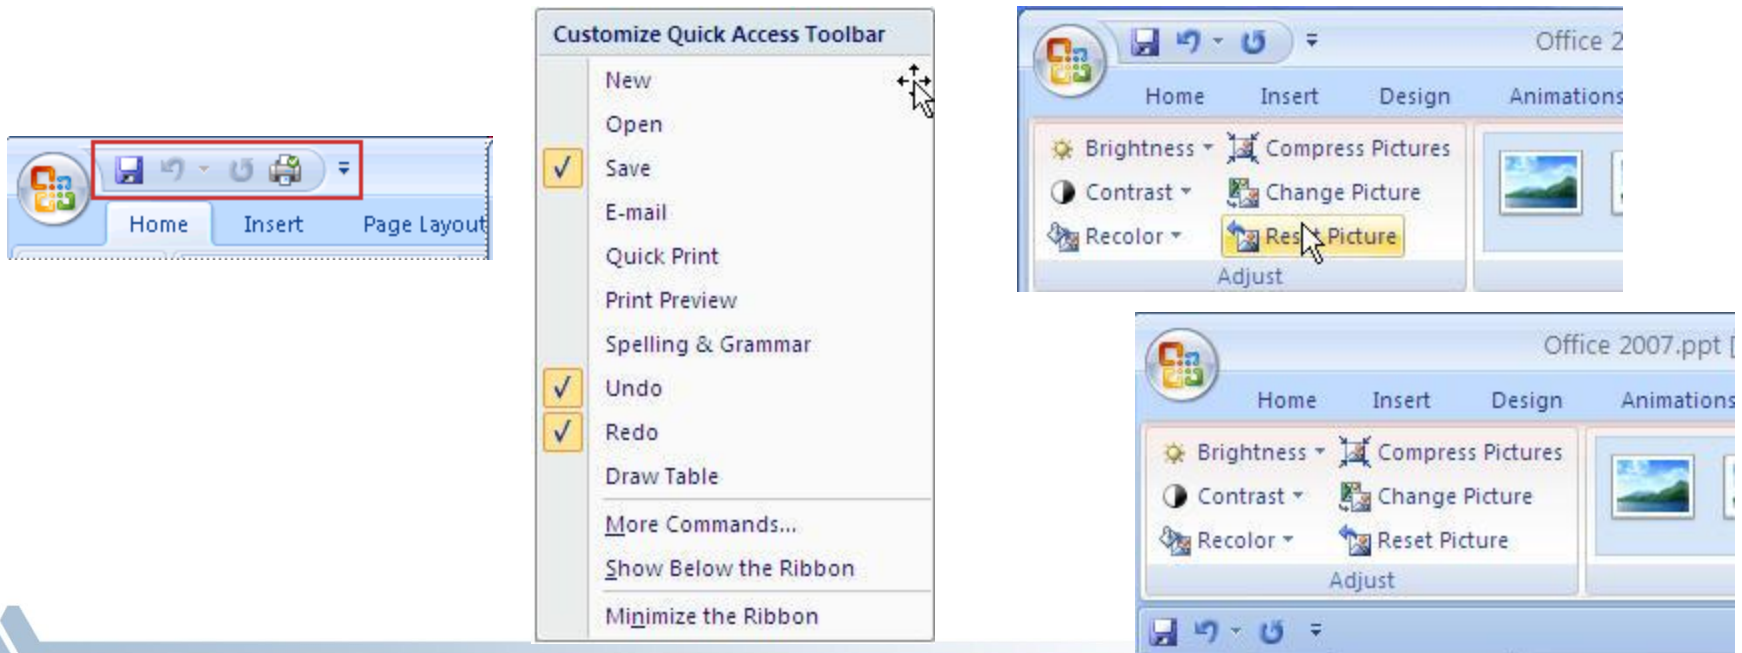 Home Insert Page Layout
Customize Quick Access Toolbar
New
Open
Save
E-mail
Quick Print
Print Preview
Spelling & Grammar
Undo
Redo
Draw Table
More Commands...
Show Below the Ribbon
Minimize the Ribbon
Office 2
Home Insert Design Animations
Brightness Compress Pictures
Contrast Change Picture
Recolor Reset Picture
Adjust
Office 2007.ppt [
Home Insert Design Animations
Brightness Compress Pictures
Contrast Change Picture
Recolor Reset Picture
Adjust